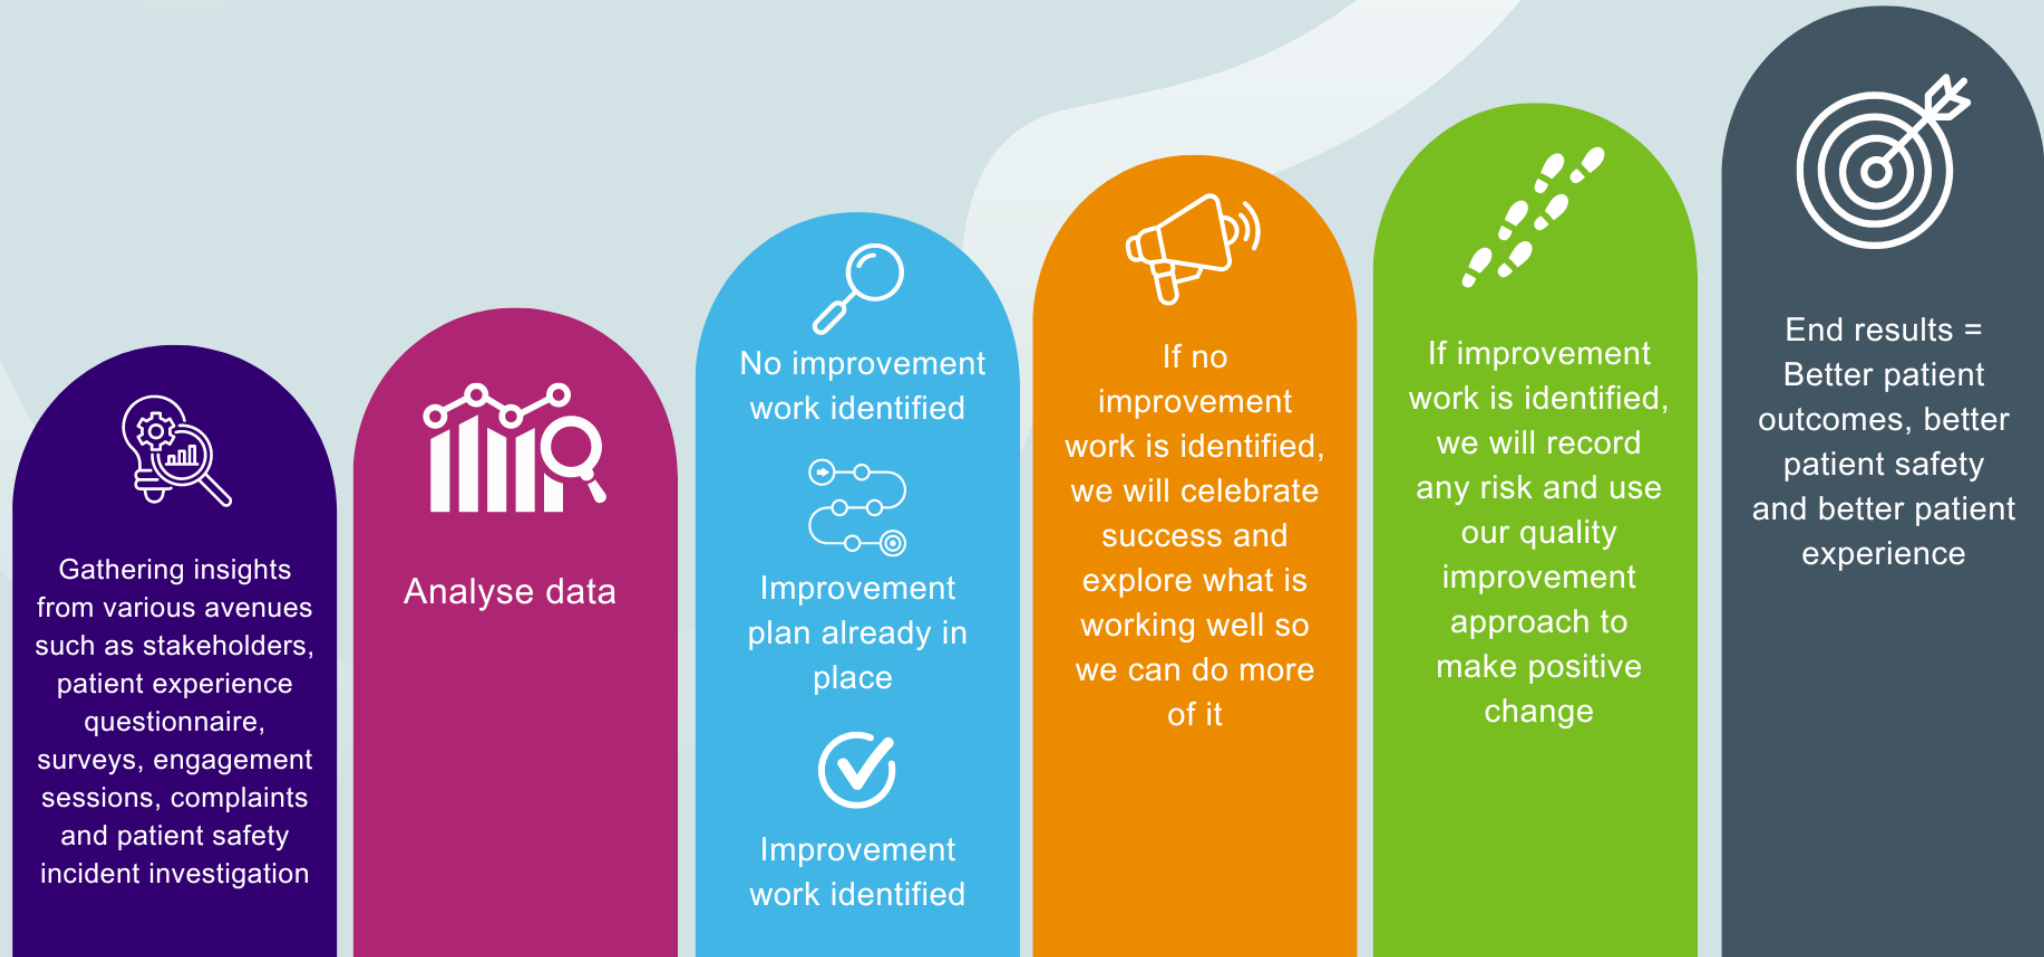 Gathering insights
from various avenues
such as stakeholders,
patient experience
questionnaire,
surveys, engagement
sessions, complaints
and patient safety
incident investigation
Analyse data
No improvement
work identified
Improvement
plan already in
place
Improvement
work identified
If no
improvement
work is identified,
we will celebrate
success and
explore what is
working well so
we can do more
of it
If improvement
work is identified,
we will record
any risk and use
our quality
improvement
approach to
make positive
change
End results =
Better patient
outcomes, better
patient safety
and better patient
experience